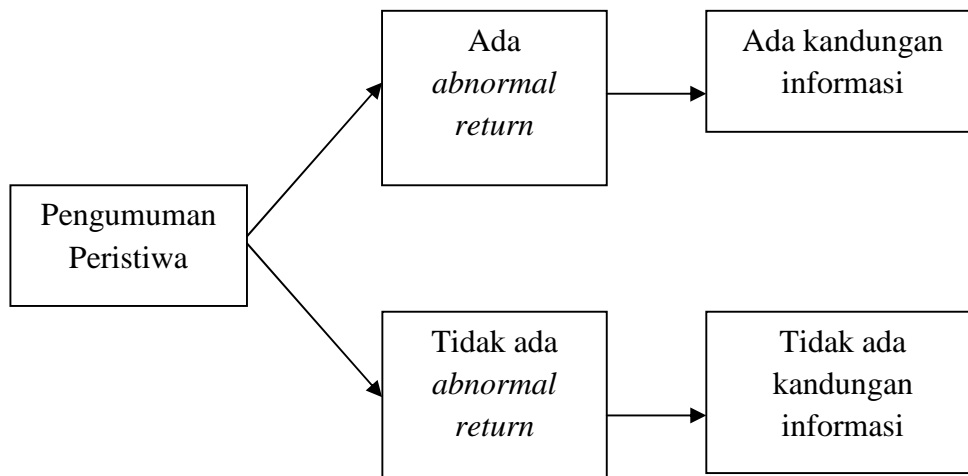 Pengumuman
Peristiwa
Ada
abnormal
return
Ada kandungan
informasi
Tidak ada
abnormal
return
Tidak ada
kandungan
informasi